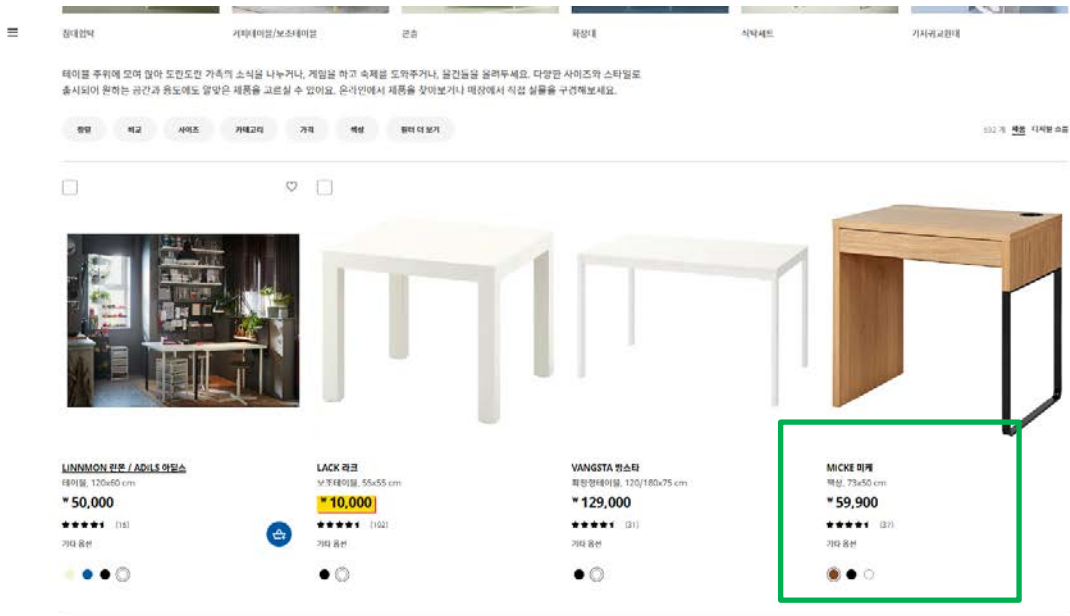 침대협탁 커피테이블/보조테이블 콘솔 화장대 식탁세트 기저귀교환대
테이블 주위에 모여 앉아 도란도란 가족의 소식을 나누거나, 게임을 하고 숙제를 도와주거나, 물건들을 올려두세요. 다양한 사이즈와 스타일로
출시되어 원하는 공간과 용도에도 알맞은 제품을 고르실 수 있어요. 온라인에서 제품을 찾아보거나 매장에서 직접 실물을 구경해보세요.
정렬 비교 사이즈 카테고리 가격 색상 필터 더 보기 제품 디지털 쇼룸
LINNMON 린몬 / ADILS 아딜스
테이블, 120x60 cm
₩ 50,000
(16)
기타 옵션
LACK 라크
보조테이블, 55x55 cm
₩ 10,000
(102)
기타 옵션
VANGSTA 방스타
확장형테이블, 120/180x75 cm
₩ 129,000
(31)
기타 옵션
MICKE 미케
책상, 73x50 cm
₩ 59,900
(37)
기타 옵션